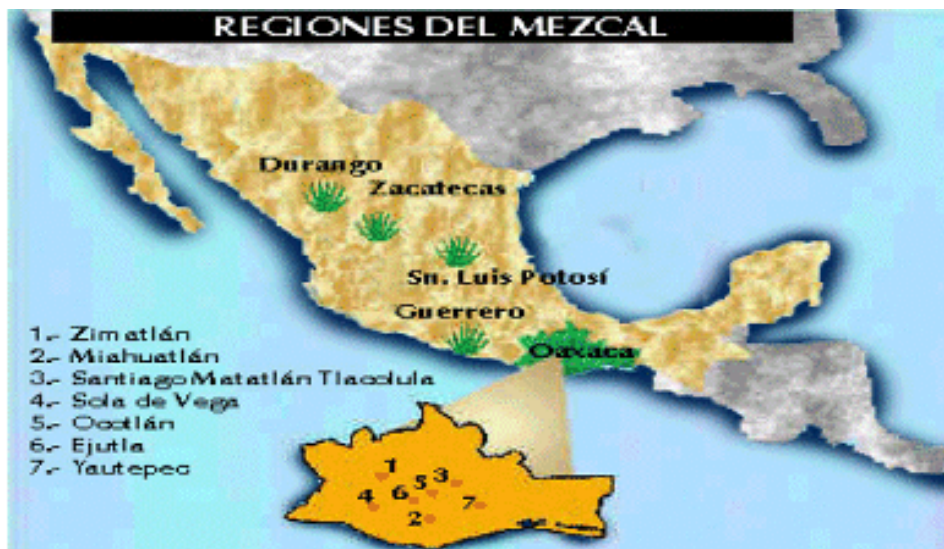 REGIONES DEL MEZCAL
Durango
Zacatecas
Sn. Luis Potosí
Guerrero
Oaxaca
1.- Zimatlán
2.- Miahuatlán
3.- Santiago Matatlán Tlacolula
4.- Sola de Vega
5.- Ocotlán
6.- Ejutla
7.- Yautepec
1
5
3
4
6
7
2